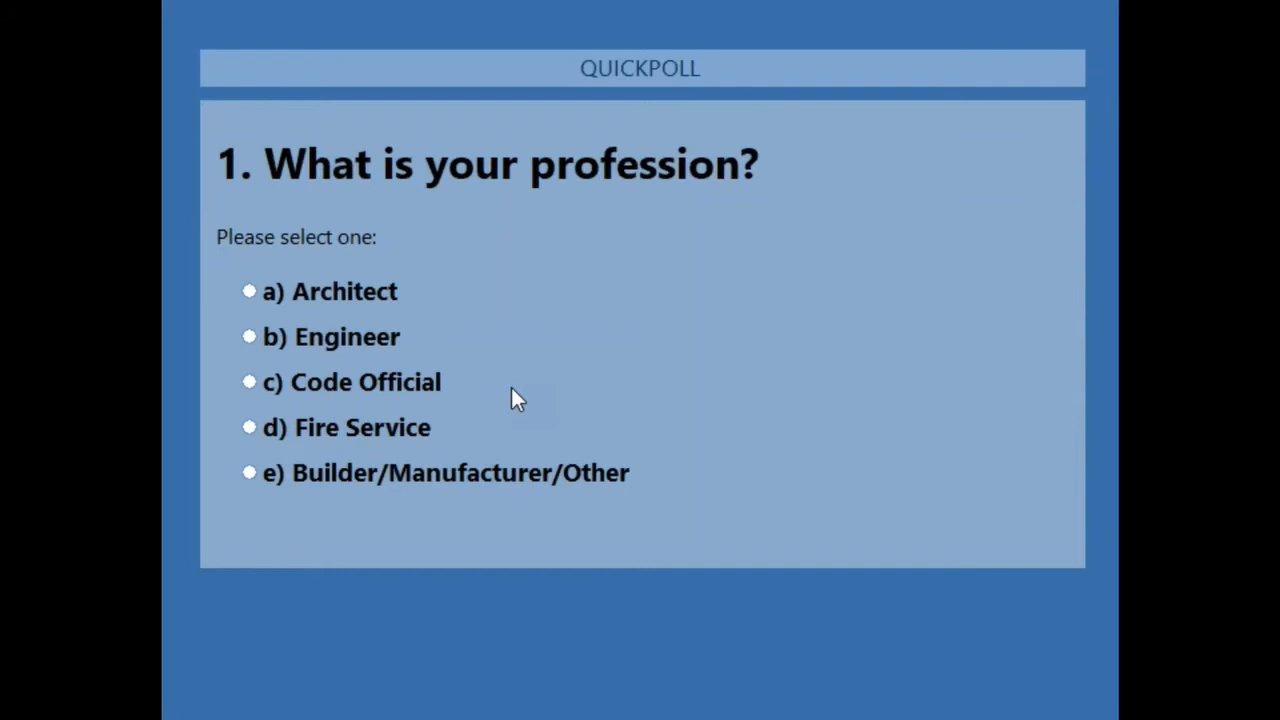 QUICKPOLL
1. What is your profession?
Please select one:
a) Architect
b) Engineer
c) Code Official
d) Fire Service
e) Builder/Manufacturer/Other